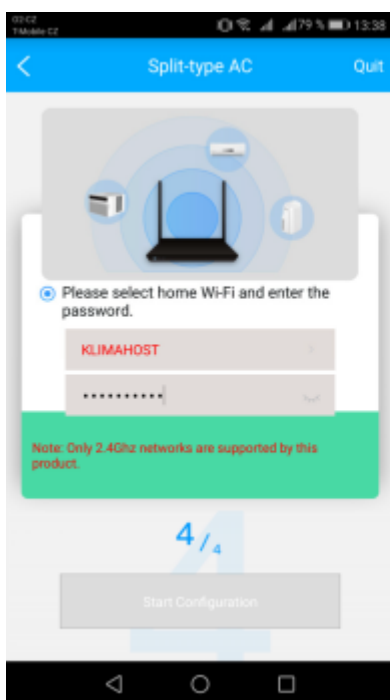 O2-CZ
T-Mobile CZ
79 % 13:38
Split-type AC Quit
Please select home Wi-Fi and enter the
password.
KLIMAHOST
••••••••••
Note: Only 2.4Ghz networks are supported by this
product.
4/4
4
Start Configuration